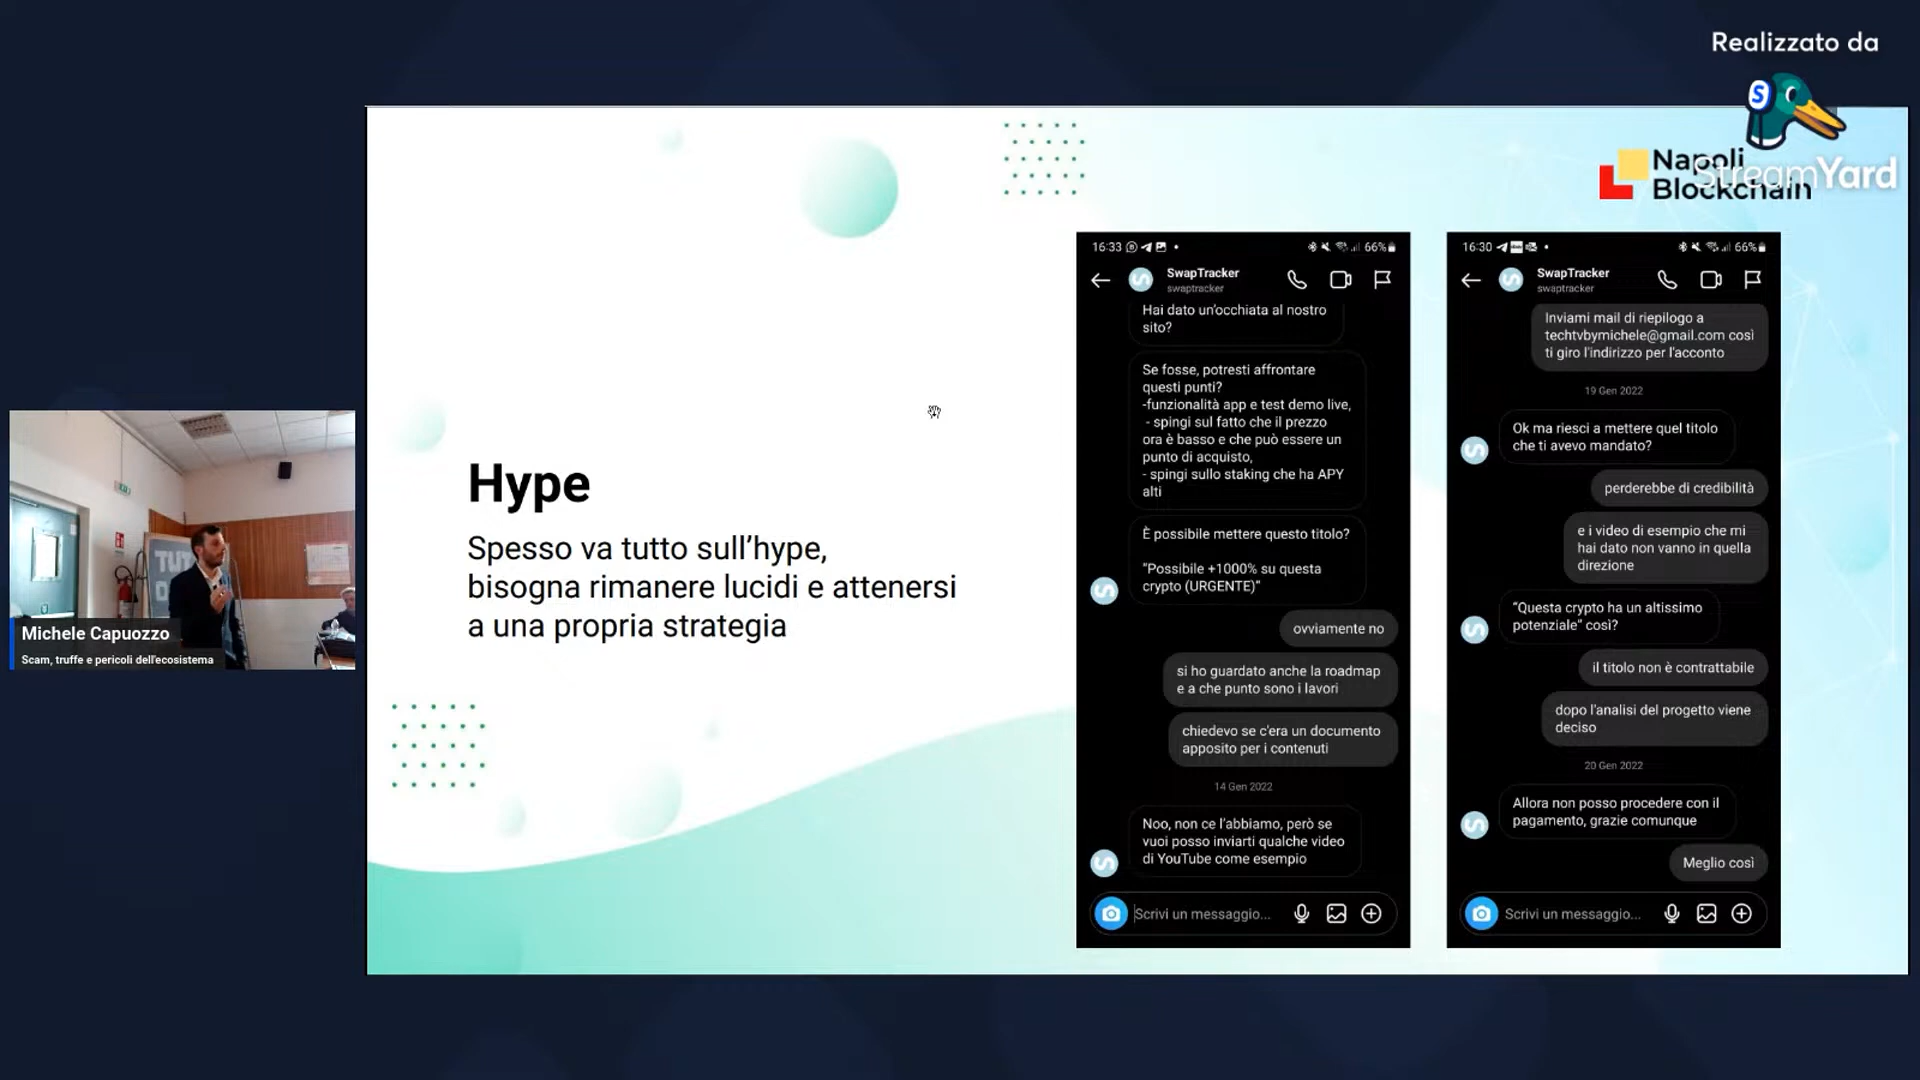 Realizzato da
StreamYard
Napoli
Blockchain
Michele Capuozzo
Scam, truffe e pericoli dell'ecosistema
Hype
Spesso va tutto sull'hype,
bisogna rimanere lucidi e attenersi
a una propria strategia
16:33
66%
SwapTracker
swaptracker
Hai dato un'occhiata al nostro
sito?
Se fosse, potresti affrontare
questi punti?
-funzionalità app e test demo live,
- spingi sul fatto che il prezzo
ora è basso e che può essere un
punto di acquisto,
- spingi sullo staking che ha APY
alti
È possibile mettere questo titolo?
"Possibile +1000% su questa
crypto (URGENTE)"
ovviamente no
si ho guardato anche la roadmap
e a che punto sono i lavori
chiedevo se c'era un documento
apposito per i contenuti
14 Gen 2022
Noo, non ce l'abbiamo, però se
vuoi posso inviarti qualche video
di YouTube come esempio
Scrivi un messaggio...
16:30
66%
SwapTracker
swaptracker
Inviami mail di riepilogo a
techtvbymichele@gmail.com così
ti giro l'indirizzo per l'acconto
19 Gen 2022
Ok ma riesci a mettere quel titolo
che ti avevo mandato?
perderebbe di credibilità
e i video di esempio che mi
hai dato non vanno in quella
direzione
"Questa crypto ha un altissimo
potenziale" così?
il titolo non è contrattabile
dopo l'analisi del progetto viene
deciso
20 Gen 2022
Allora non posso procedere con il
pagamento, grazie comunque
Meglio così
Scrivi un messaggio...